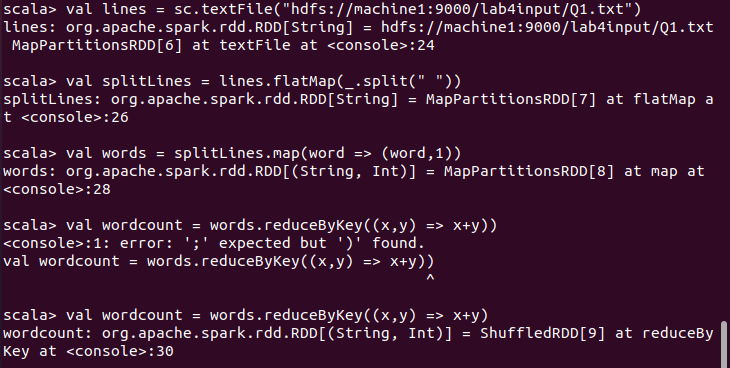 scala> val lines = sc.textFile("hdfs://machine1:9000/lab4input/Q1.txt")
lines: org.apache.spark.rdd.RDD[String] = hdfs://machine1:9000/lab4input/Q1.txt
 MapPartitionsRDD[6] at textFile at <console>:24
scala> val splitLines = lines.flatMap(_.split(" "))
splitLines: org.apache.spark.rdd.RDD[String] = MapPartitionsRDD[7] at flatMap a
t <console>:26
scala> val words = splitLines.map(word => (word,1))
words: org.apache.spark.rdd.RDD[(String, Int)] = MapPartitionsRDD[8] at map at
<console>:28
scala> val wordcount = words.reduceByKey((x,y) => x+y))
<console>:1: error: ';' expected but ')' found.
val wordcount = words.reduceByKey((x,y) => x+y))
^
scala> val wordcount = words.reduceByKey((x,y) => x+y)
wordcount: org.apache.spark.rdd.RDD[(String, Int)] = ShuffledRDD[9] at reduceBy
Key at <console>:30